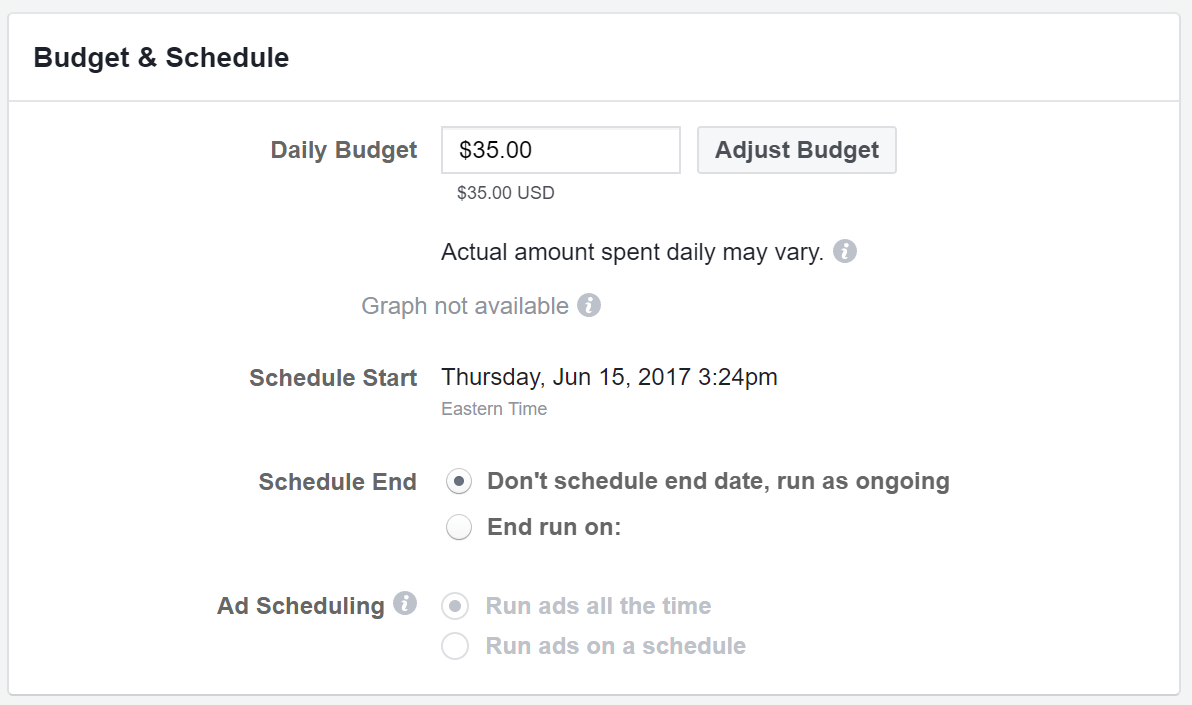 Budget & Schedule
Daily Budget $35.00 Adjust Budget
$35.00 USD
Actual amount spent daily may vary. i
Graph not available i
Schedule Start Thursday, Jun 15, 2017 3:24pm
Eastern Time
Schedule End Don't schedule end date, run as ongoing
End run on:
Ad Scheduling i Run ads all the time
Run ads on a schedule